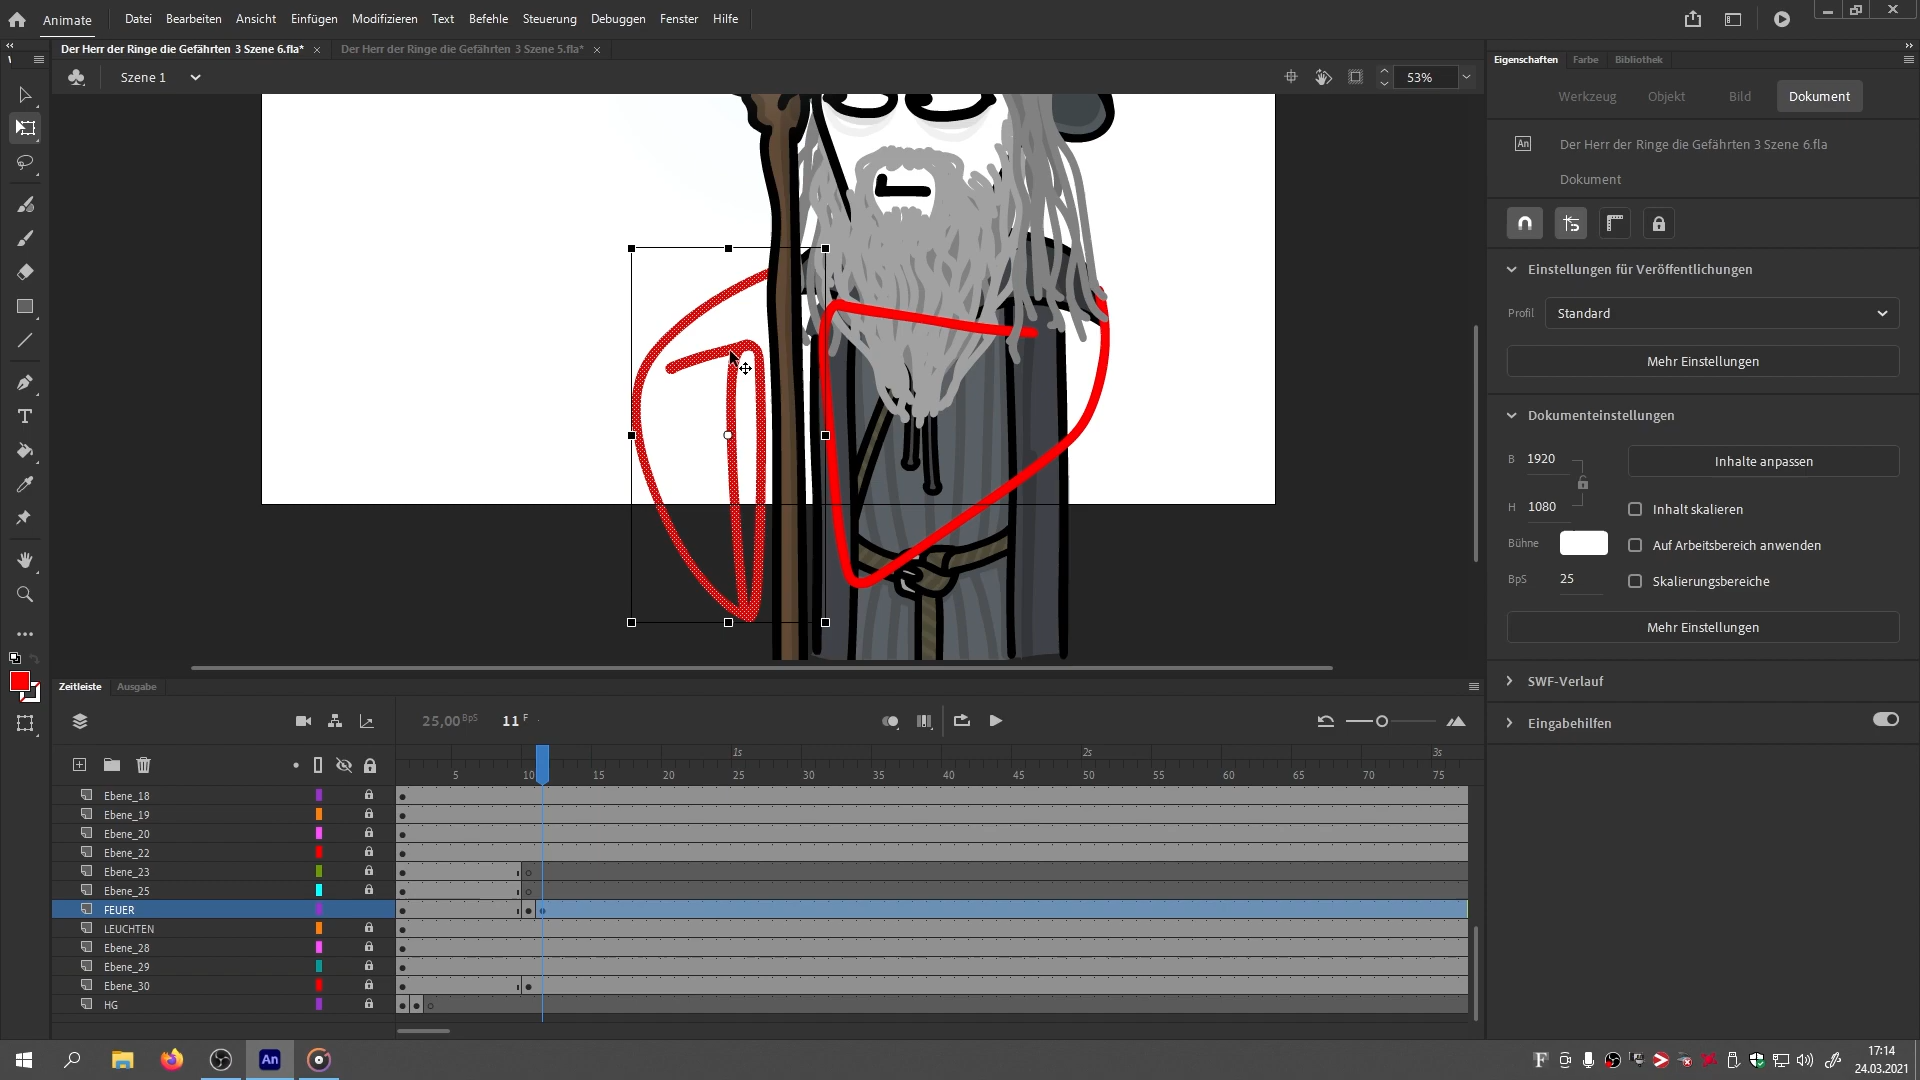 Animate
Datei
Bearbeiten
Ansicht
Einfügen
Modifizieren
Text
Befehle
Steuerung
Debuggen
Fenster
Hilfe
Der Herr der Ringe die Gefährten 3 Szene 6.fla*
Der Herr der Ringe die Gefährten 3 Szene 5.fla*
Szene 1
53%
Eigenschaften
Farbe
Bibliothek
Werkzeug
Objekt
Bild
Dokument
An
Der Herr der Ringe die Gefährten 3 Szene 6.fla
Dokument
Einstellungen für Veröffentlichungen
Profil
Standard
Mehr Einstellungen
Dokumenteinstellungen
B 1920
Inhalte anpassen
H 1080
Inhalt skalieren
Bühne
Auf Arbeitsbereich anwenden
BpS 25
Skalierungsbereiche
Mehr Einstellungen
SWF-Verlauf
Eingabehilfen
Zeitleiste
Ausgabe
25,00 BpS
11 F
1s
2s
3s
5 10 15 20 25 30 35 40 45 50 55 60 65 70 75
Ebene_18
Ebene_19
Ebene_20
Ebene_22
Ebene_23
Ebene_25
FEUER
LEUCHTEN
Ebene_28
Ebene_29
Ebene_30
HG
An
17:14
24.03.2021